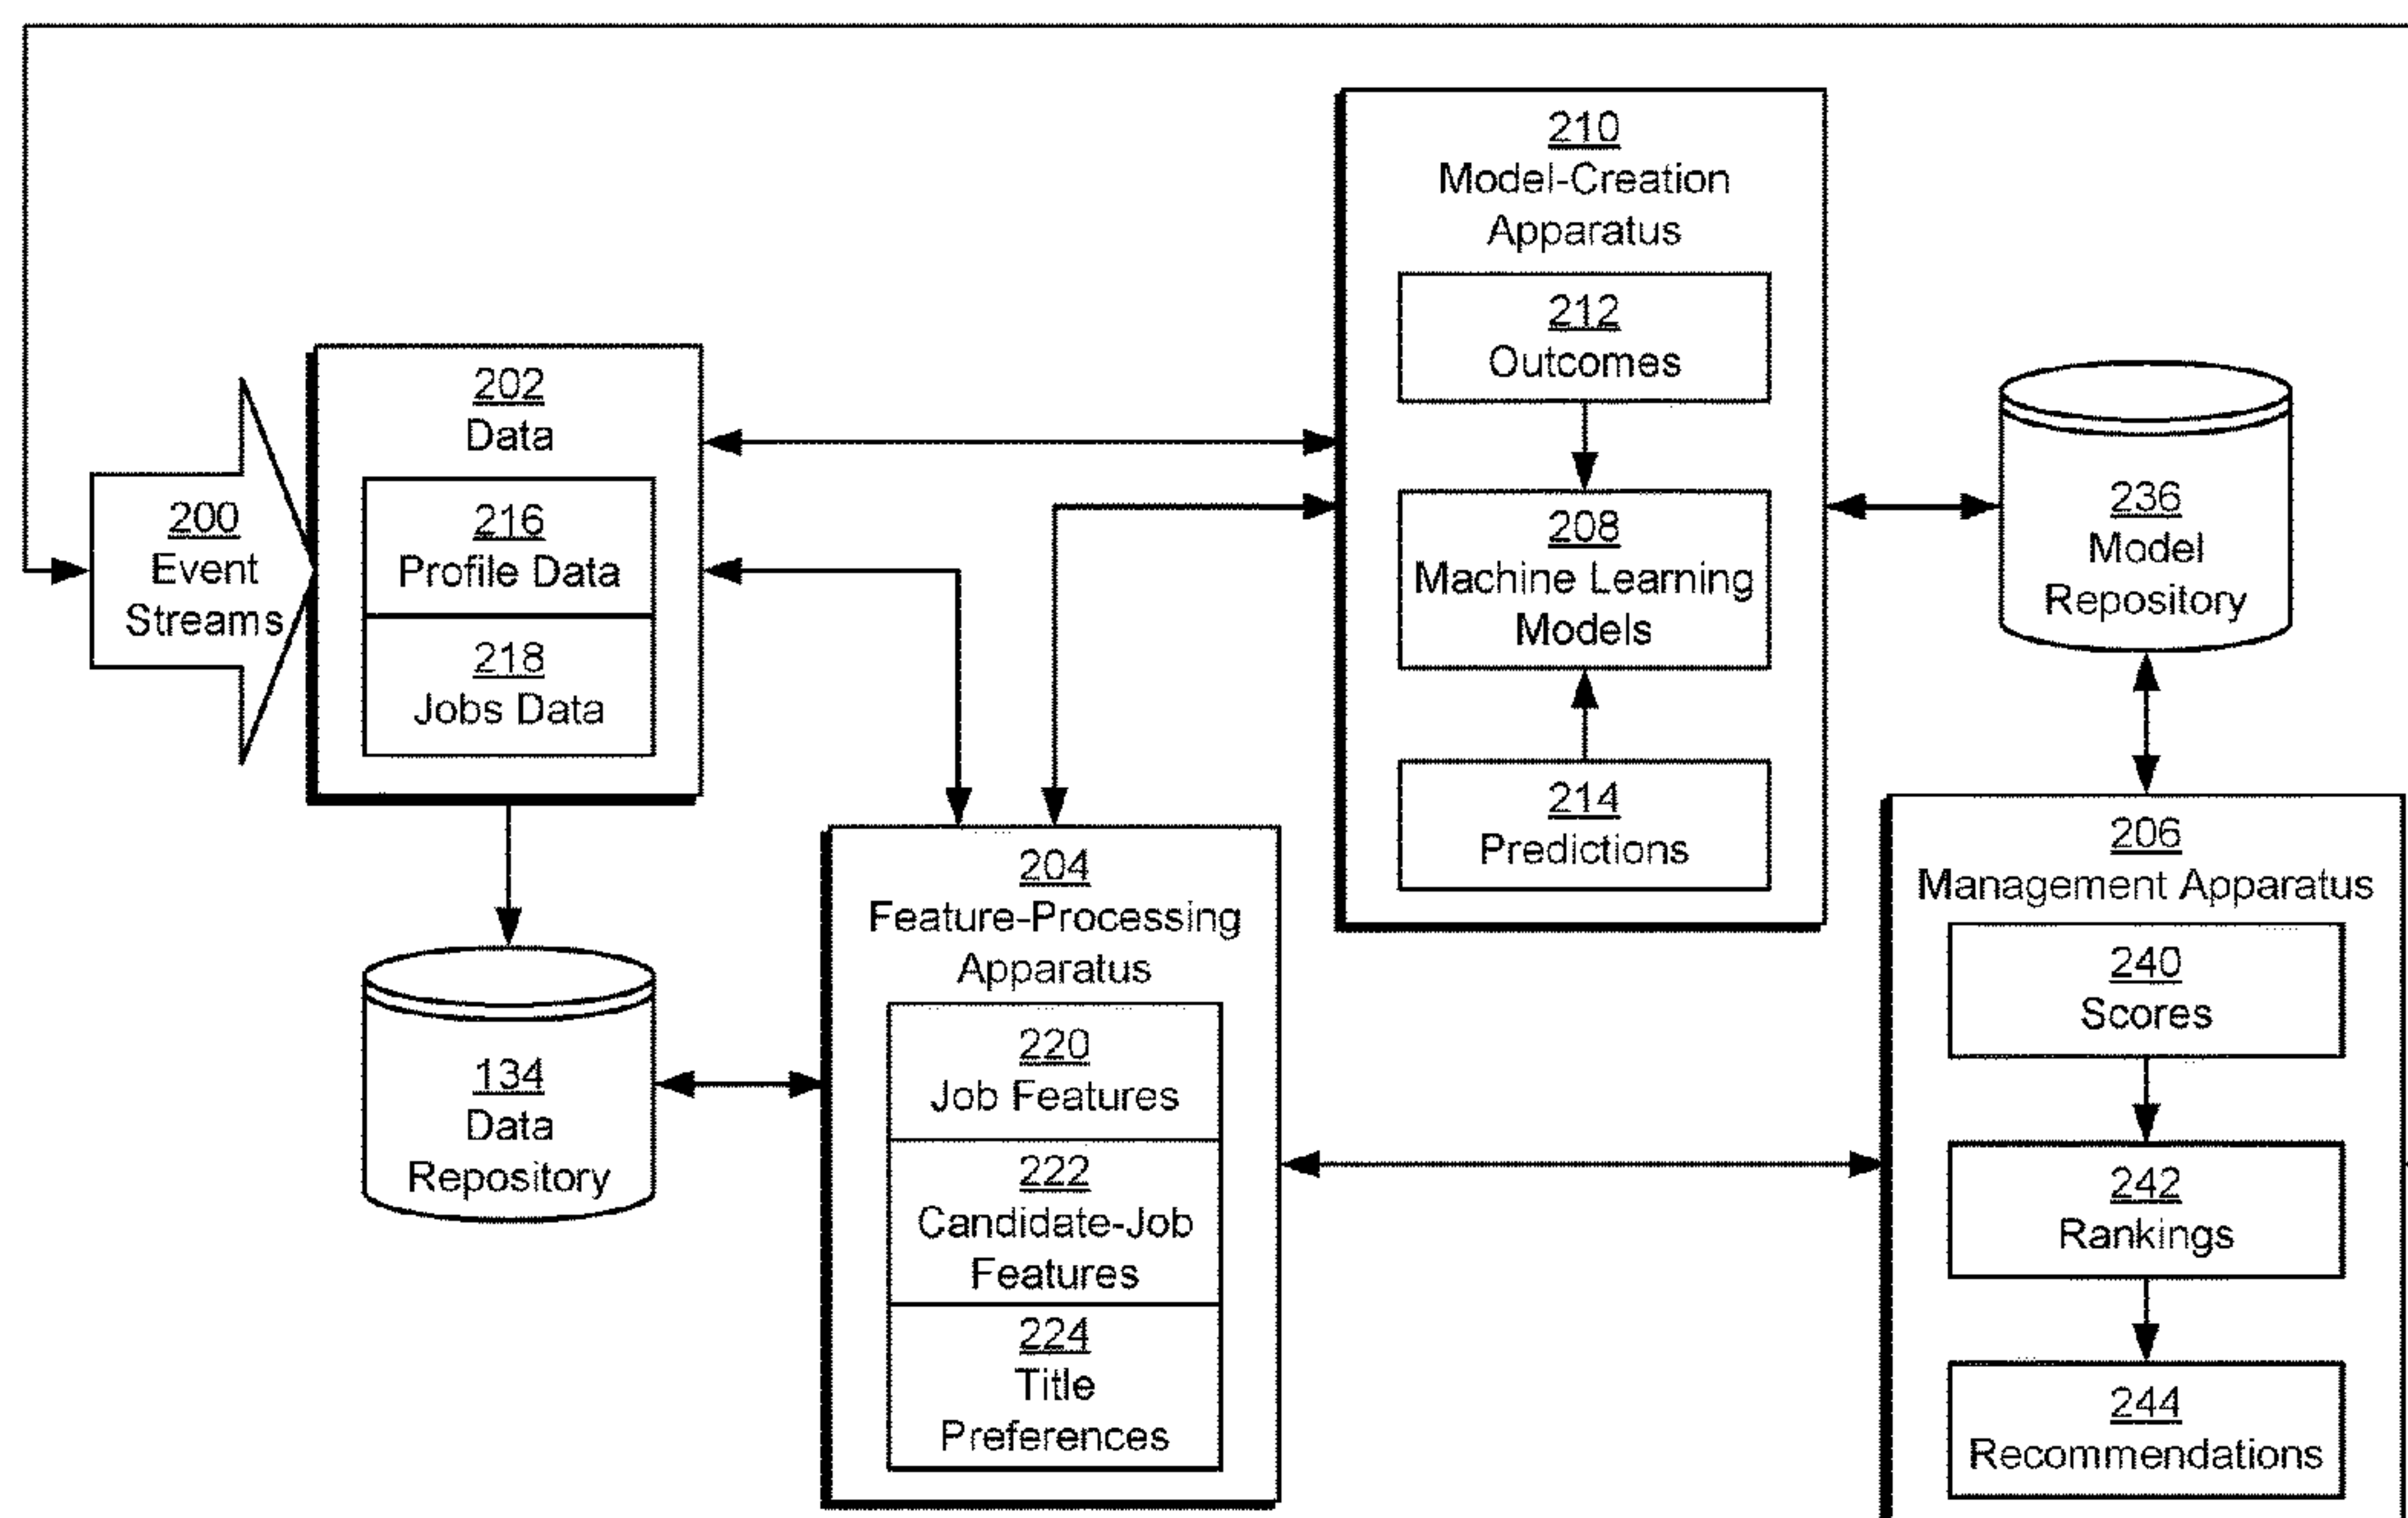 200
Event
Streams
202
Data
216
Profile Data
218
Jobs Data
134
Data
Repository
204
Feature-Processing
Apparatus
220
Job Features
222
Candidate-Job
Features
224
Title
Preferences
210
Model-Creation
Apparatus
212
Outcomes
208
Machine Learning
Models
214
Predictions
236
Model
Repository
206
Management Apparatus
240
Scores
242
Rankings
244
Recommendations